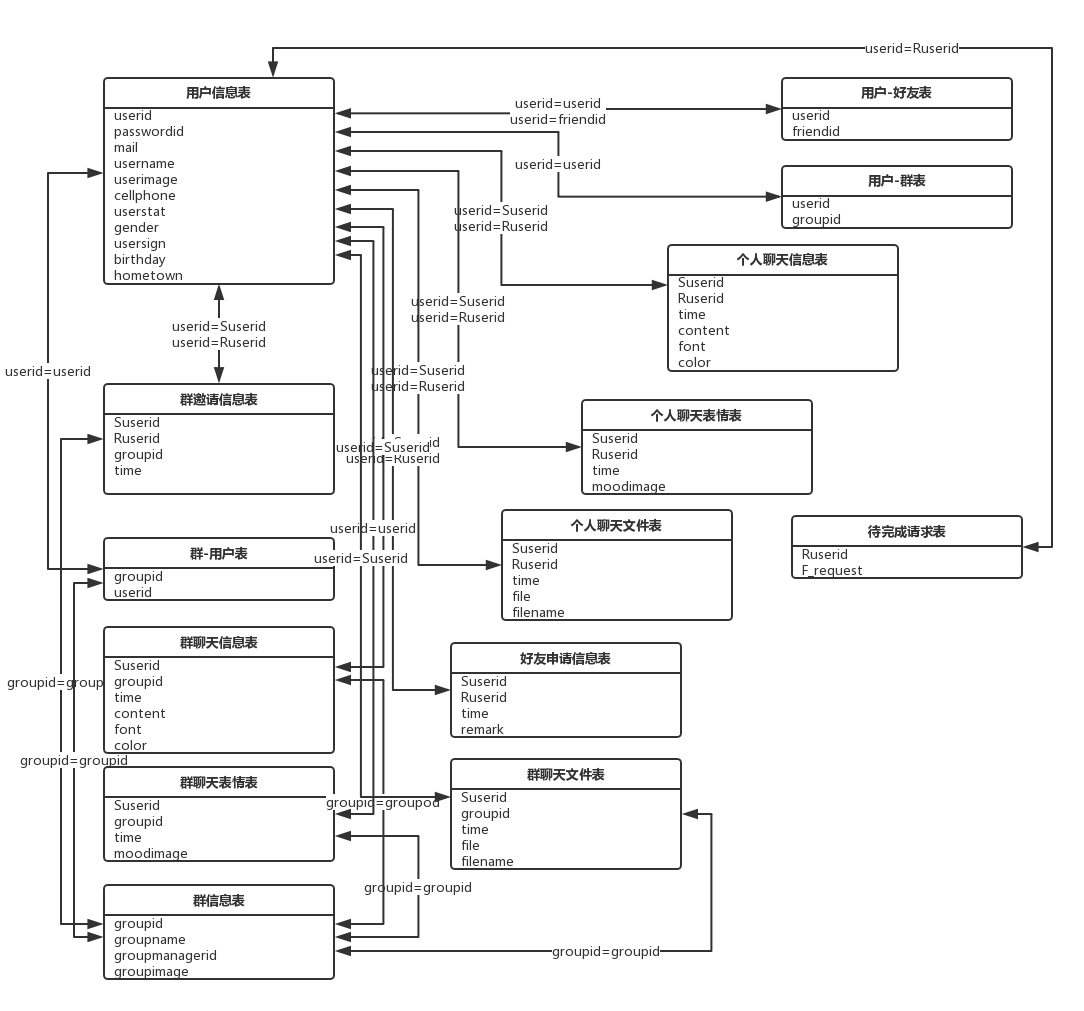 userid=Ruserid
用户信息表
userid
passwordid
mail
username
userimage
cellphone
userstat
gender
usersign
birthday
hometown
userid=userid
userid=friendid
用户-好友表
userid
friendid
userid=userid
用户-群表
userid
groupid
userid=Suserid
userid=Ruserid
个人聊天信息表
Suserid
Ruserid
time
content
font
color
userid=Suserid
userid=Ruserid
userid=Suserid
userid=Ruserid
userid=userid
userid=Suserid
userid=Ruserid
群邀请信息表
Suserid
Ruserid
groupid
time
个人聊天表情表
Suserid
Ruserid
time
moodimage
userid=Suserid
userid=Ruserid
个人聊天文件表
Suserid
Ruserid
time
file
filename
待完成请求表
Ruserid
F_request
userid=userid
userid=Suserid
群-用户表
groupid
userid
群聊天信息表
Suserid
groupid
time
content
font
color
好友申请信息表
Suserid
Ruserid
time
remark
groupid=group
groupid=groupid
群聊天表情表
Suserid
groupid
time
moodimage
groupid=groupod
群聊天文件表
Suserid
groupid
time
file
filename
groupid=groupid
群信息表
groupid
groupname
groupmanagerid
groupimage
groupid=groupid